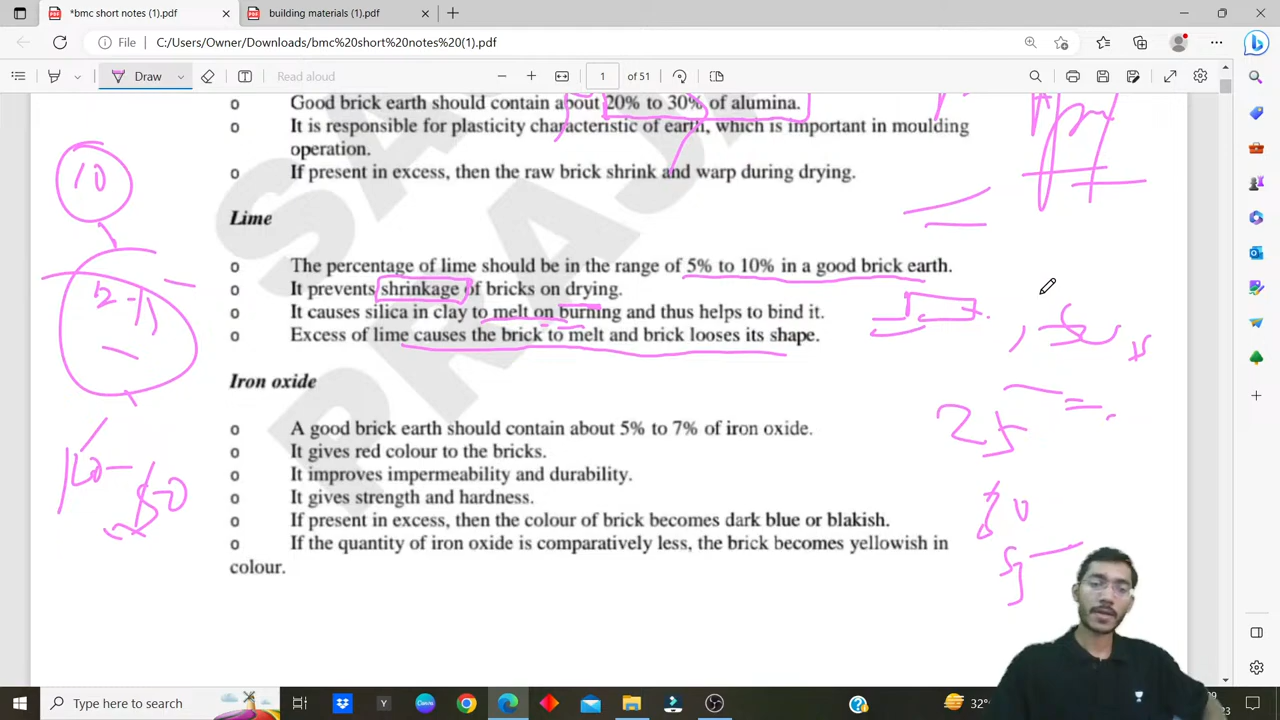 *bmc short notes (1).pdf
building materials (1).pdf
File
C:/Users/Owner/Downloads/bmc%20short%20notes%20(1).pdf
Draw
Read aloud
1
of 51
o Good brick earth should contain about 20% to 30% of alumina.
o It is responsible for plasticity characteristic of earth, which is important in moulding
operation.
o If present in excess, then the raw brick shrink and warp during drying.
10
Lime
o The percentage of lime should be in the range of 5% to 10% in a good brick earth.
o It prevents shrinkage of bricks on drying.
o It causes silica in clay to melt on burning and thus helps to bind it.
o Excess of lime causes the brick to melt and brick looses its shape.
Iron oxide
25
o A good brick earth should contain about 5% to 7% of iron oxide.
o It gives red colour to the bricks.
o It improves impermeability and durability.
o It gives strength and hardness.
o If present in excess, then the colour of brick becomes dark blue or blakish.
o If the quantity of iron oxide is comparatively less, the brick becomes yellowish in
colour.
Type here to search
32°